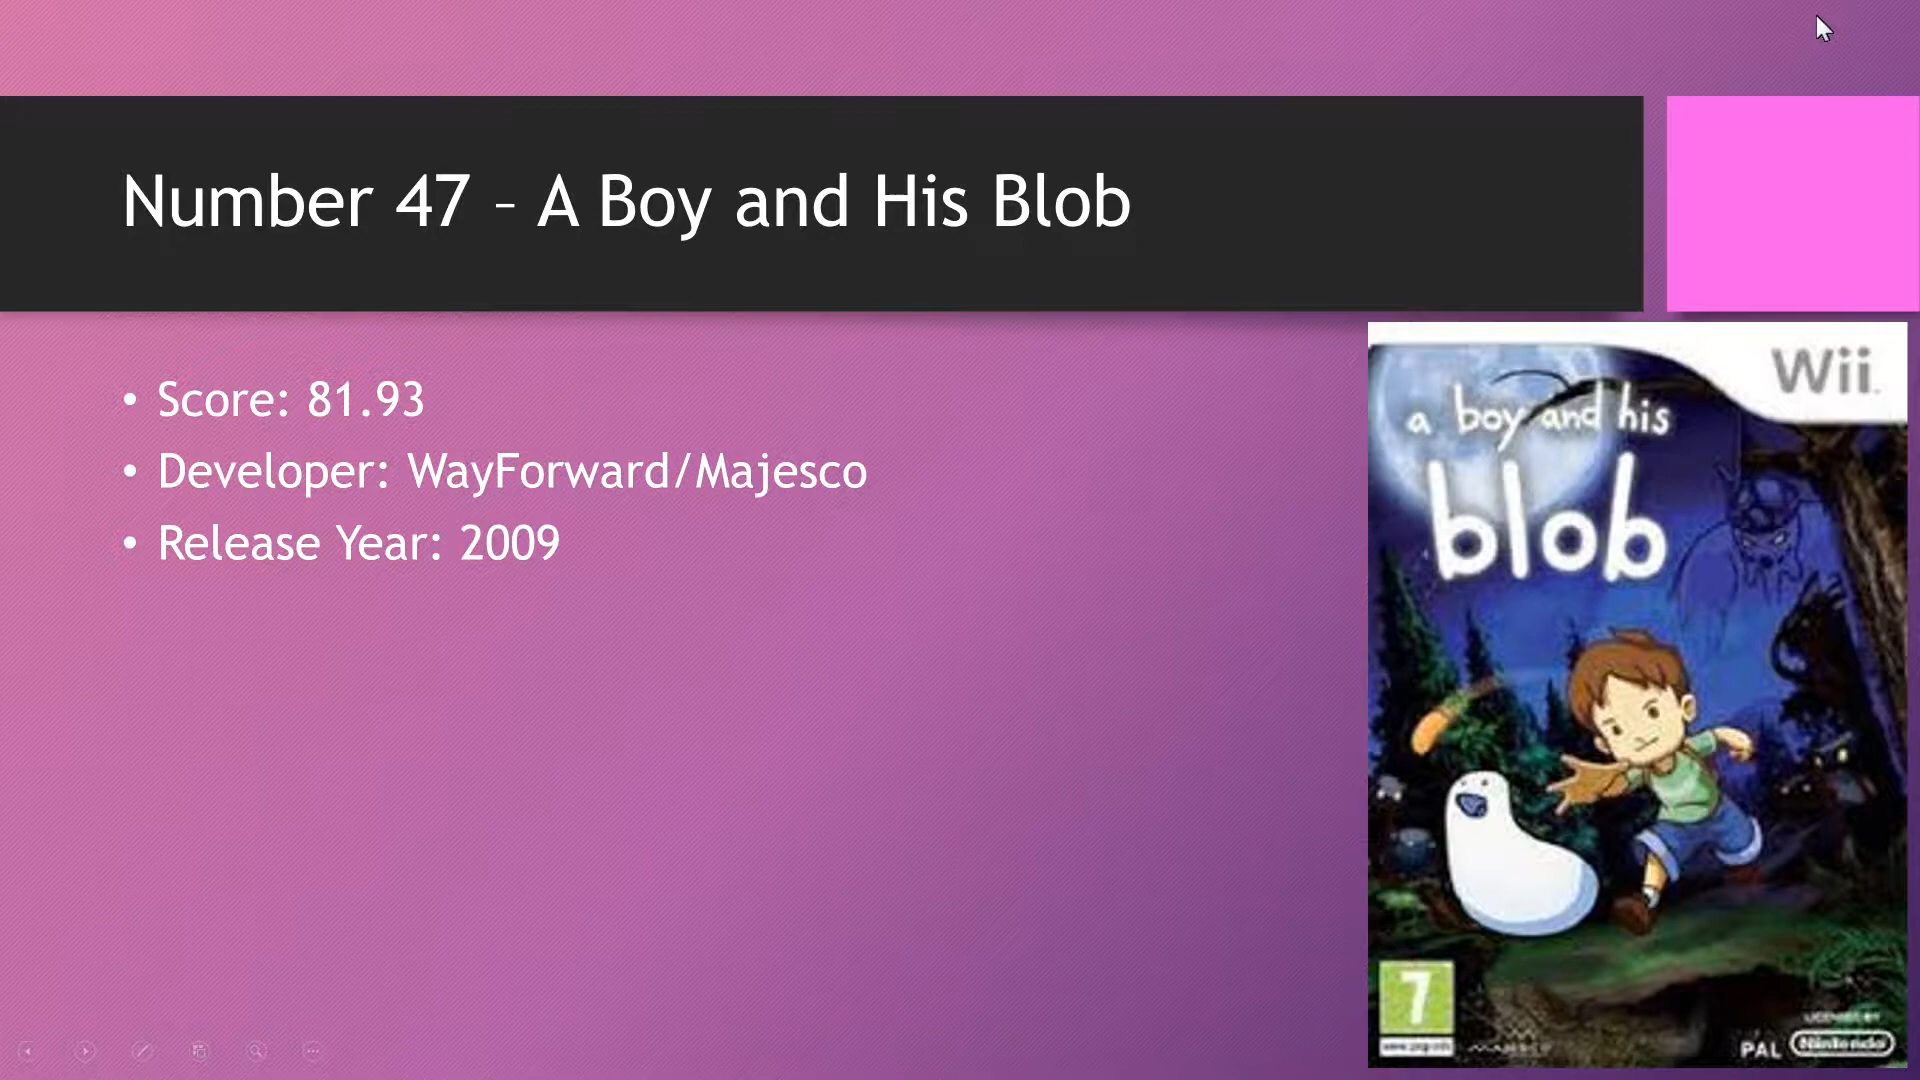 Number 47 – A Boy and His Blob
• Score: 81.93
• Developer: WayForward/Majesco
• Release Year: 2009
Wii
a boy and his
blob
7
PAL
Nintendo